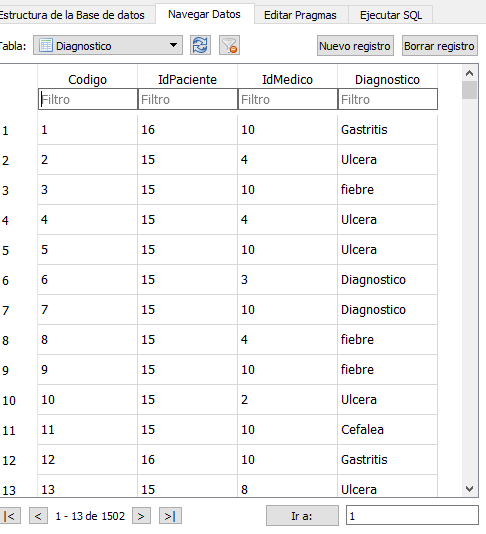 Estructura de la Base de datos Navegar Datos Editar Pragmas Ejecutar SQL
Tabla: Diagnostico Nuevo registro Borrar registro
Codigo IdPaciente IdMedico Diagnostico
Filtro Filtro Filtro Filtro
1 1 16 10 Gastritis
2 2 15 4 Ulcera
3 3 15 10 fiebre
4 4 15 4 Ulcera
5 5 15 10 Ulcera
6 6 15 3 Diagnostico
7 7 15 10 Diagnostico
8 8 15 4 fiebre
9 9 15 10 fiebre
10 10 15 2 Ulcera
11 11 15 10 Cefalea
12 12 16 10 Gastritis
13 13 15 8 Ulcera
|< < 1 - 13 de 1502 > >| Ir a: 1